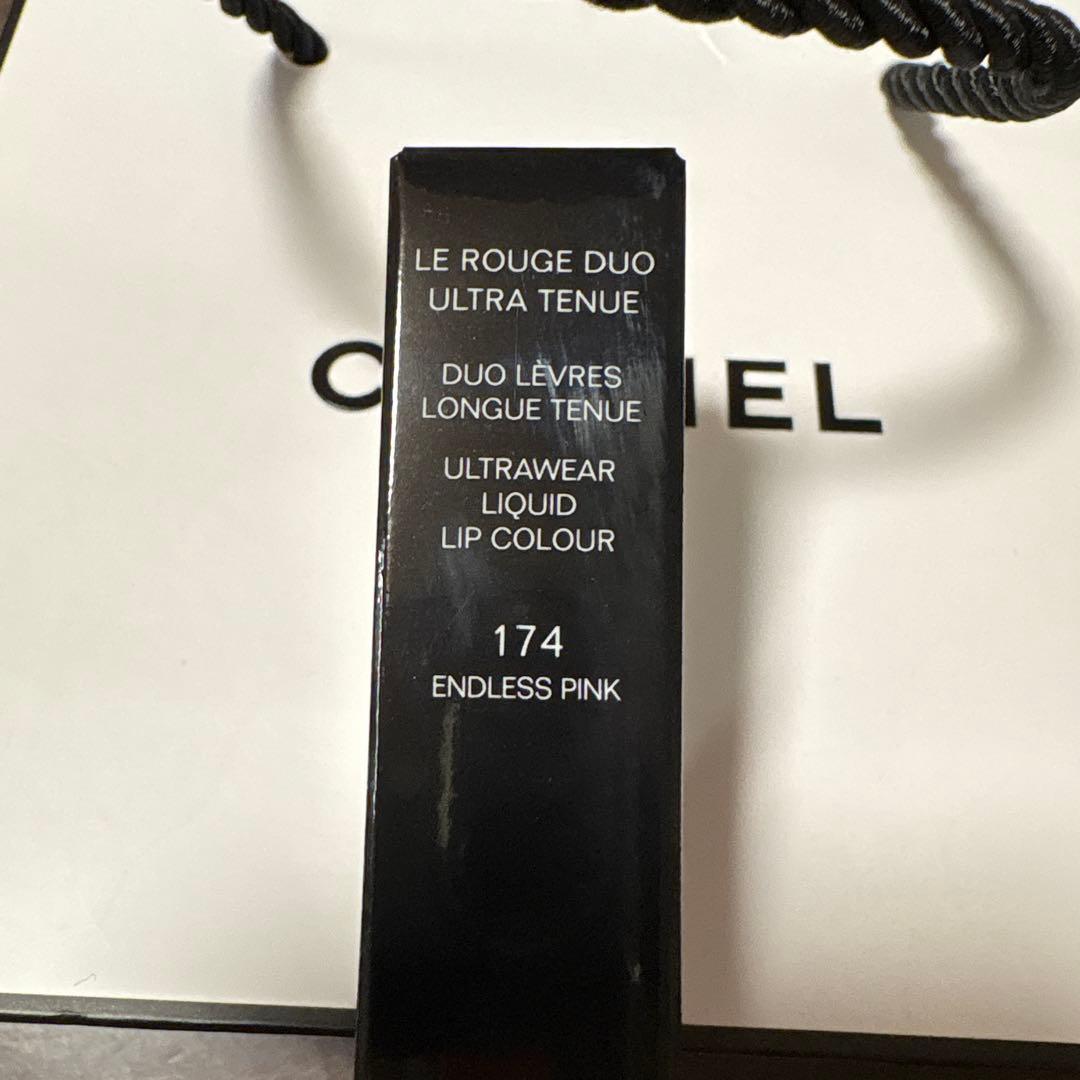 LE ROUGE DUO
ULTRA TENUE
DUO LÈVRES
LONGUE TENUE
ULTRAWEAR
LIQUID
LIP COLOUR
174
ENDLESS PINK